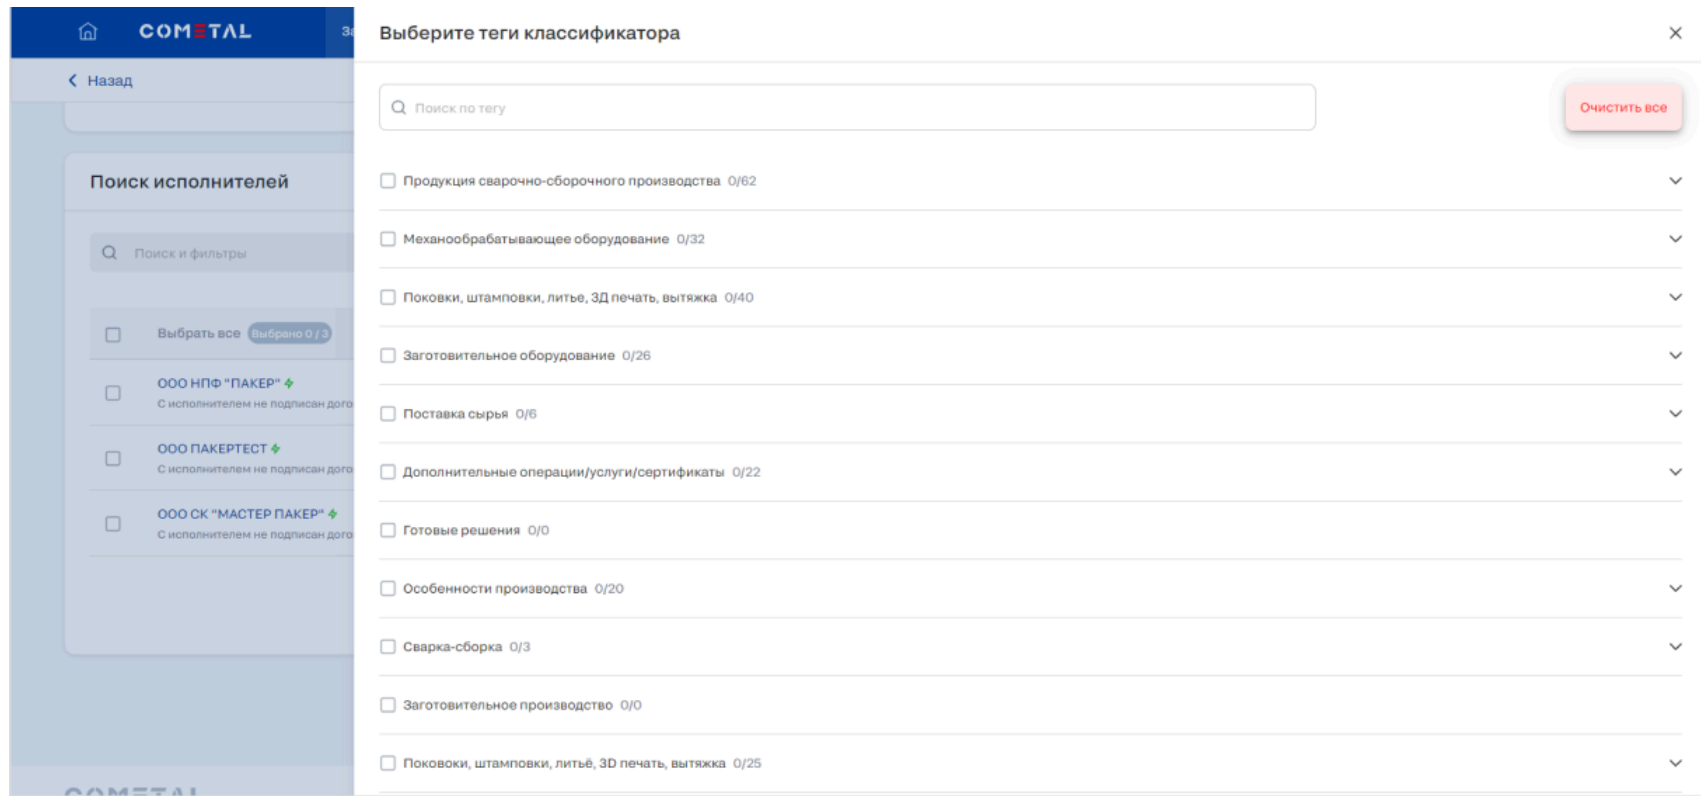 COMETAL
За
Назад
Поиск исполнителей
Поиск и фильтры
Выбрать все Выбрано 0 / 3
ООО НПФ "ПАКЕР"
С исполнителем не подписан дого
ООО ПАКЕРТЕСТ
С исполнителем не подписан дого
ООО СК "МАСТЕР ПАКЕР"
С исполнителем не подписан дого
COMETAL
Выберите теги классификатора
Поиск по тегу
Очистить все
Продукция сварочно-сборочного производства 0/62
Механообрабатывающее оборудование 0/32
Поковки, штамповки, литье, 3Д печать, вытяжка 0/40
Заготовительное оборудование 0/26
Поставка сырья 0/6
Дополнительные операции/услуги/сертификаты 0/22
Готовые решения 0/0
Особенности производства 0/20
Сварка-сборка 0/3
Заготовительное производство 0/0
Поковоки, штамповки, литьё, 3D печать, вытяжка 0/25